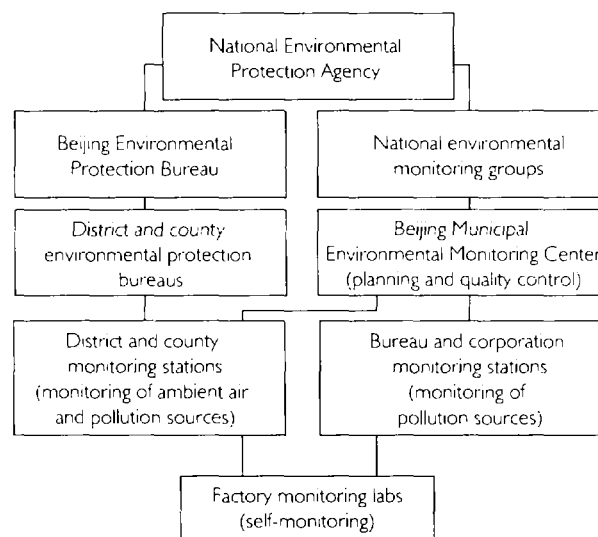 National Environmental
Protection Agency
Beijing Environmental
Protection Bureau
National environmental
monitoring groups
District and county
environmental protection
bureaus
Beijing Municipal
Environmental Monitoring Center
(planning and quality control)
District and county
monitoring stations
(monitoring of ambient air
and pollution sources)
Bureau and corporation
monitoring stations
(monitoring of
pollution sources)
Factory monitoring labs
(self-monitoring)